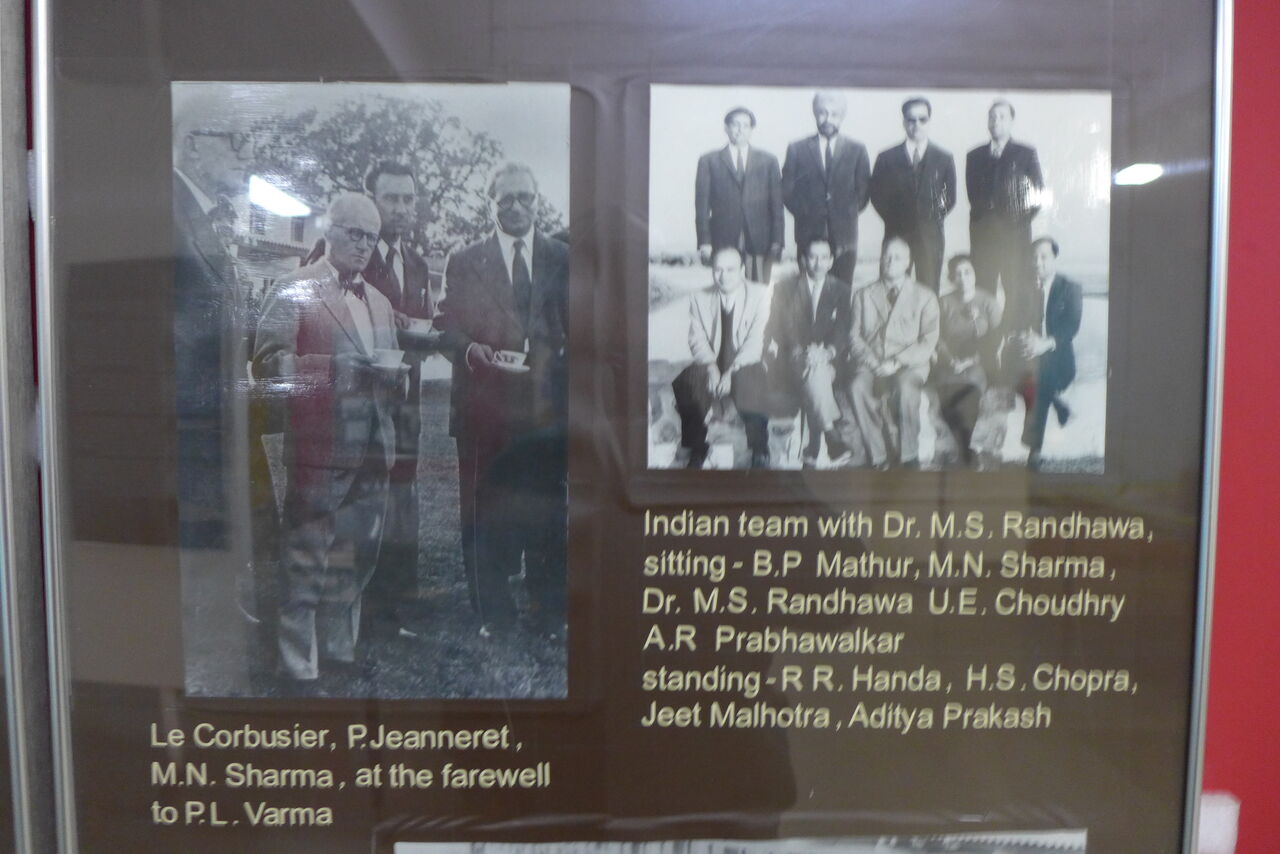 Le Corbusier, P.Jeanneret,
M.N. Sharma, at the farewell
to P.L. Varma
Indian team with Dr. M.S. Randhawa,
sitting - B.P Mathur, M.N. Sharma,
Dr. M.S. Randhawa U.E. Choudhry
A.R Prabhawalkar
standing - R R. Handa, H.S. Chopra,
Jeet Malhotra, Aditya Prakash